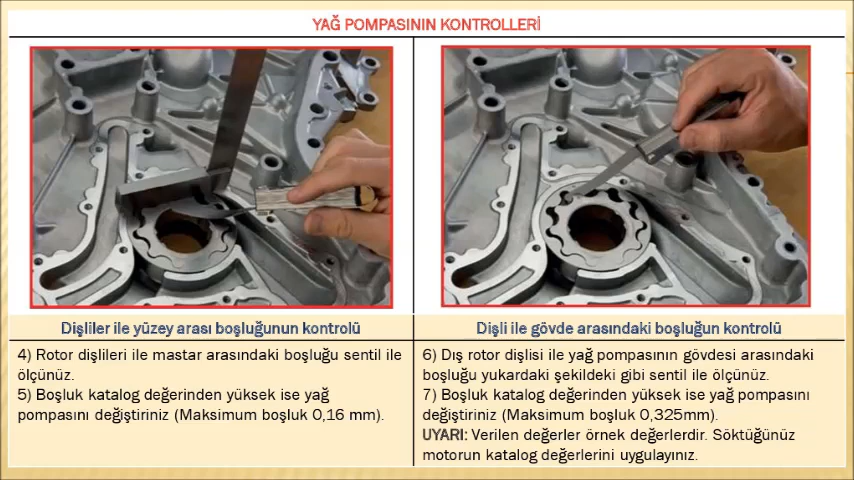 YAĞ POMPASININ KONTROLLERİ
Dişliler ile yüzey arası boşluğunun kontrolü
4) Rotor dişlileri ile mastar arasındaki boşluğu sentil ile
ölçünüz.
5) Boşluk katalog değerinden yüksek ise yağ
pompasını değiştiriniz (Maksimum boşluk 0,16 mm).
Dişli ile gövde arasındaki boşluğun kontrolü
6) Dış rotor dişlisi ile yağ pompasının gövdesi arasındaki
boşluğu yukardaki şekildeki gibi sentil ile ölçünüz.
7) Boşluk katalog değerinden yüksek ise yağ pompasını
değiştiriniz (Maksimum boşluk 0,325mm).
UYARI: Verilen değerler örnek değerlerdir. Söktüğünüz
motorun katalog değerlerini uygulayınız.